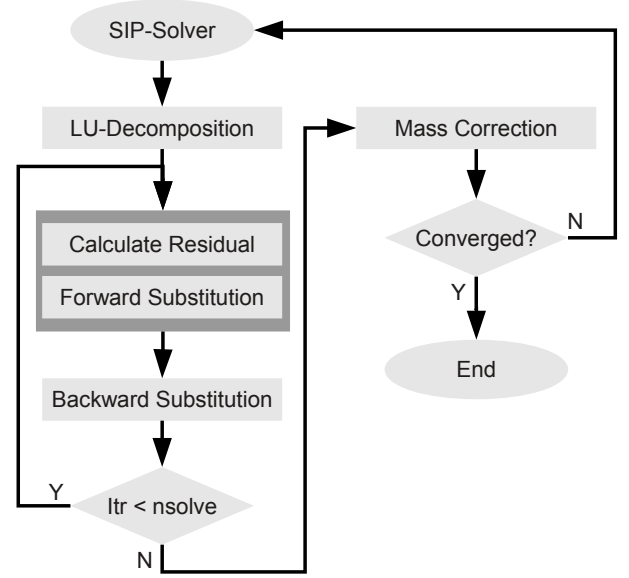 SIP-Solver
LU-Decomposition
Calculate Residual
Forward Substitution
Backward Substitution
Y
Itr < nsolve
N
Mass Correction
Converged?
N
Y
End